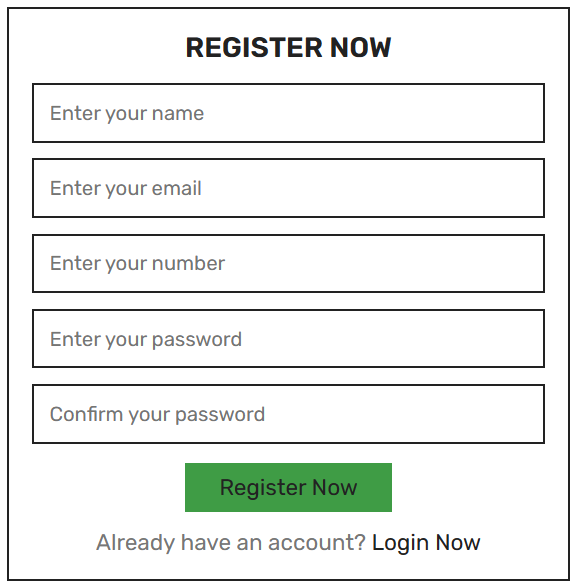 REGISTER NOW
Enter your name
Enter your email
Enter your number
Enter your password
Confirm your password
Register Now
Already have an account? Login Now